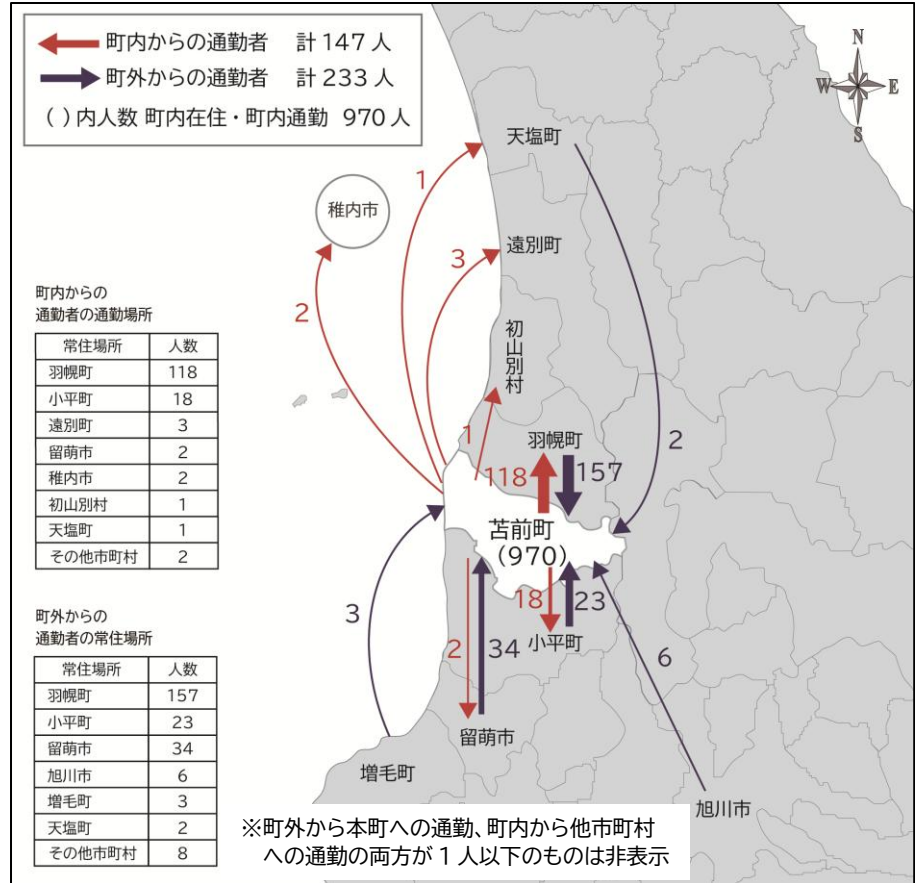 町内からの通勤者 計147人
町外からの通勤者 計233人
( )内人数 町内在住・町内通勤 970人
N
W E
S
天塩町
稚内市
遠別町
初山別村
羽幌町
苫前町
(970)
小平町
留萌市
増毛町
旭川市
1
3
2
1
118
157
2
18
23
2
34
3
6
町内からの
通勤者の通勤場所
常住場所 人数
羽幌町 118
小平町 18
遠別町 3
留萌市 2
稚内市 2
初山別村 1
天塩町 1
その他市町村 2
町外からの
通勤者の常住場所
常住場所 人数
羽幌町 157
小平町 23
留萌市 34
旭川市 6
増毛町 3
天塩町 2
その他市町村 8
※町外から本町への通勤、町内から他市町村
への通勤の両方が1人以下のものは非表示